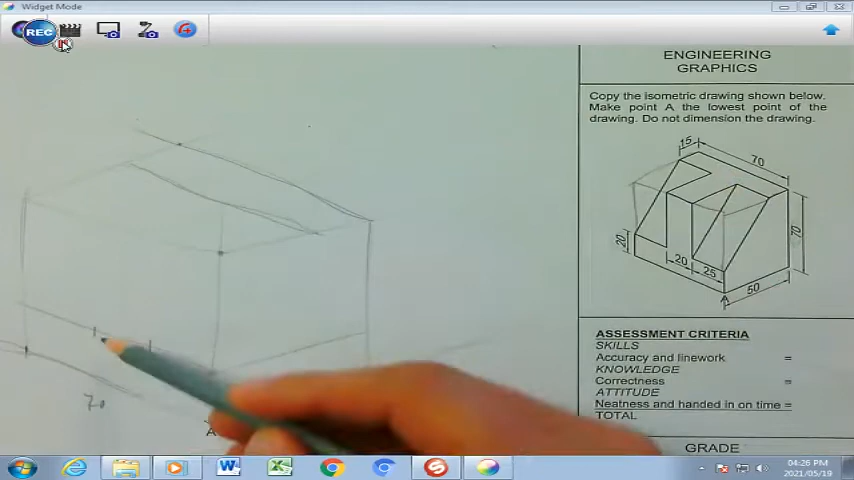 Widget Mode
REC
ENGINEERING
GRAPHICS
Copy the isometric drawing shown below.
Make point A the lowest point of the
drawing. Do not dimension the drawing.
15
70
70
20
20
25
50
A
70
A
ASSESSMENT CRITERIA
SKILLS
Accuracy and linework =
KNOWLEDGE
Correctness =
ATTITUDE
Neatness and handed in on time =
TOTAL
GRADE
04:26 PM
2021/05/19